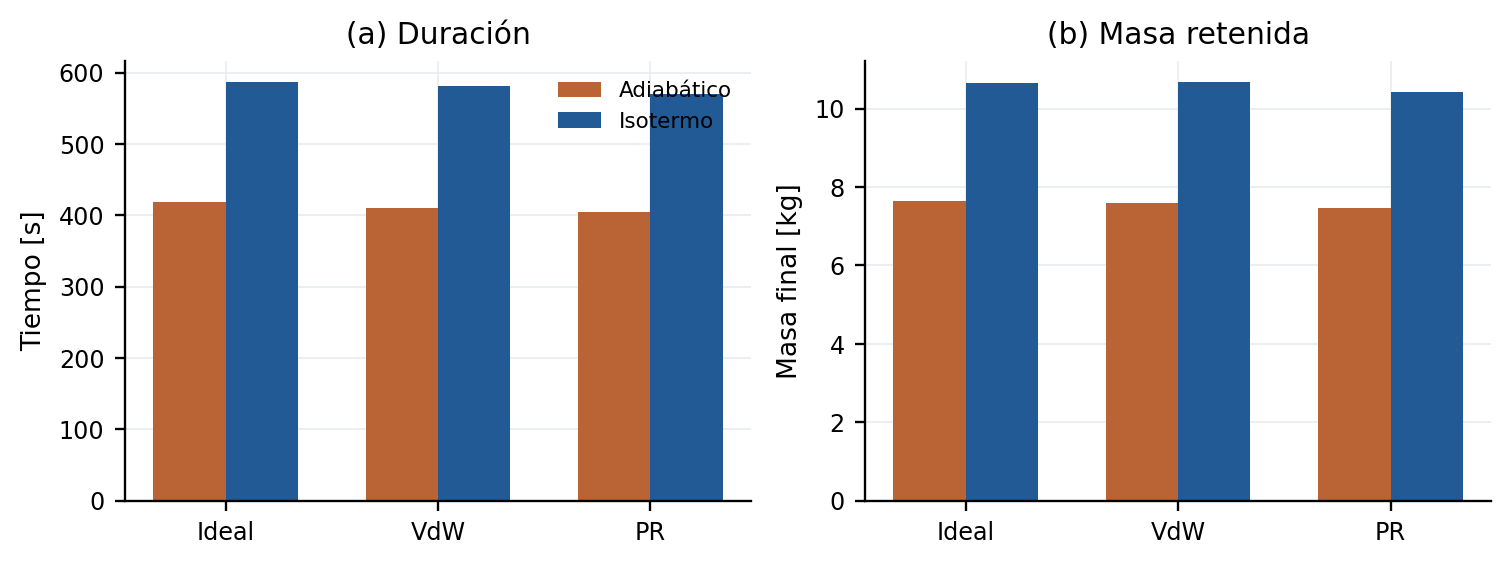 (a) Duración
Tiempo [s]
600
500
400
300
200
100
0
Adiabático
Isotermo
Ideal
VdW
PR
(b) Masa retenida
Masa final [kg]
10
8
6
4
2
0
Ideal
VdW
PR